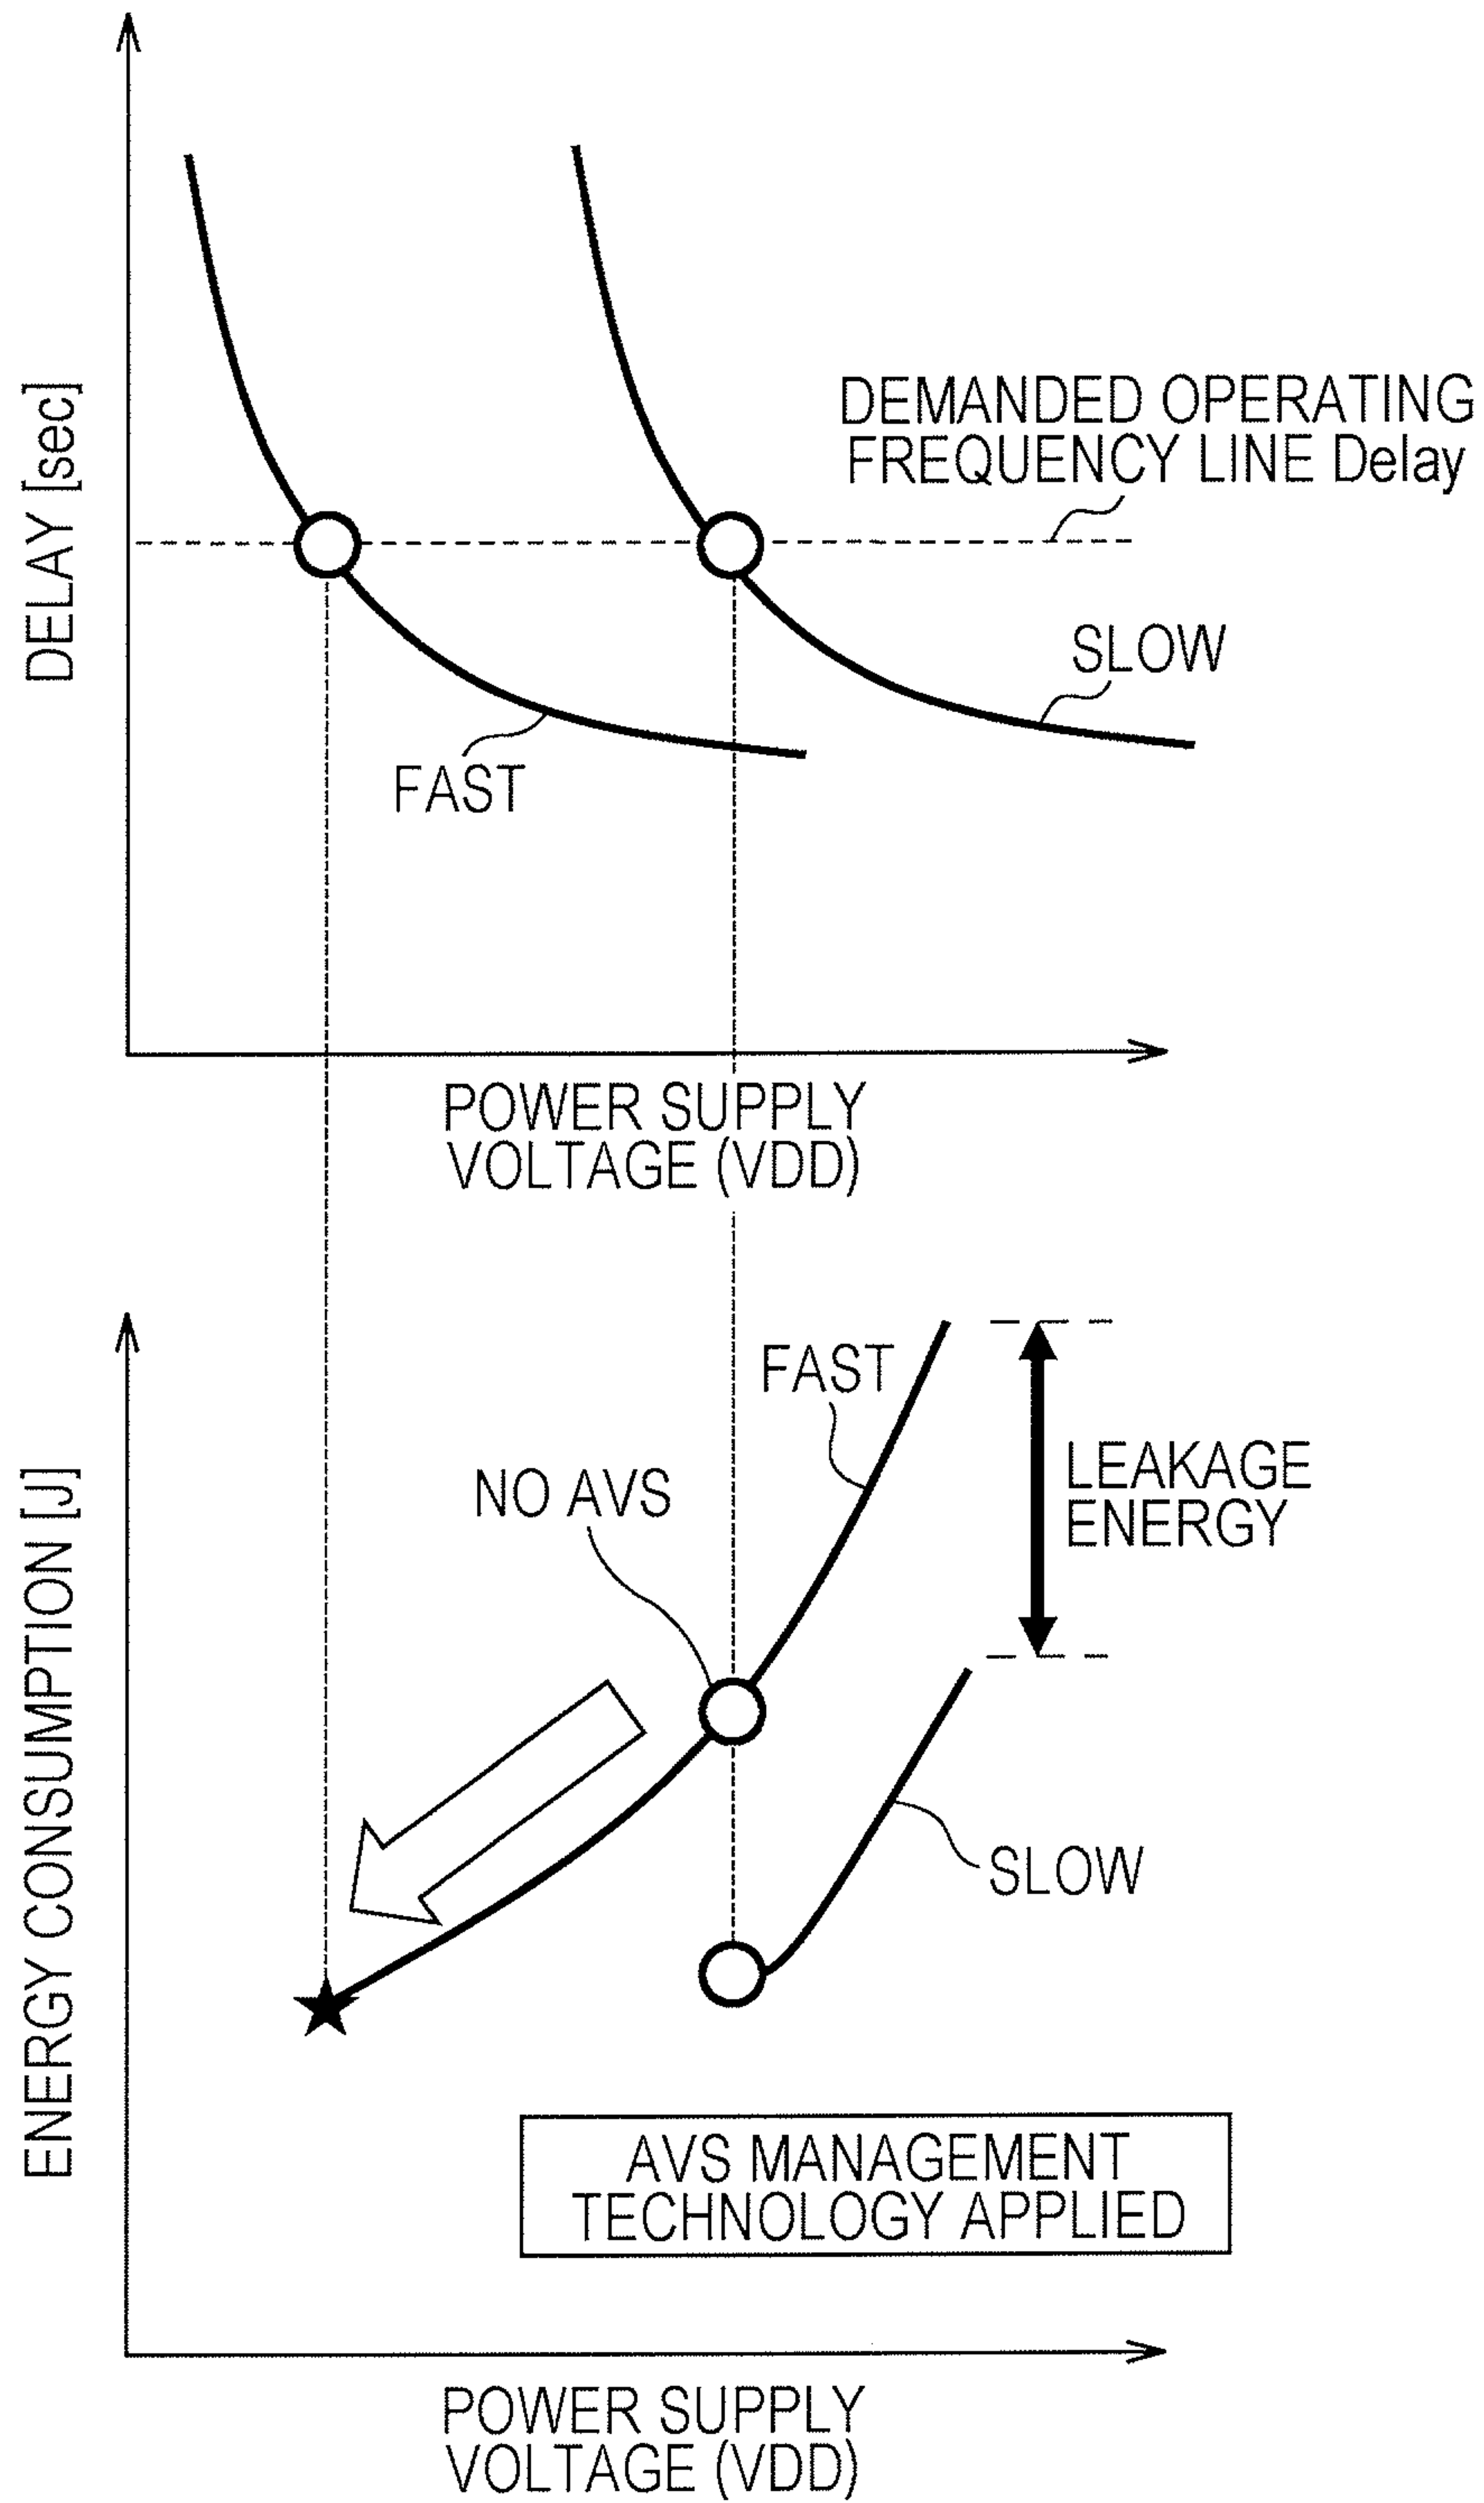 DELAY [sec]
DEMANDED OPERATING
FREQUENCY LINE Delay
SLOW
FAST
POWER SUPPLY
VOLTAGE (VDD)
ENERGY CONSUMPTION [J]
FAST
LEAKAGE
ENERGY
NO AVS
SLOW
AVS MANAGEMENT
TECHNOLOGY APPLIED
POWER SUPPLY
VOLTAGE (VDD)